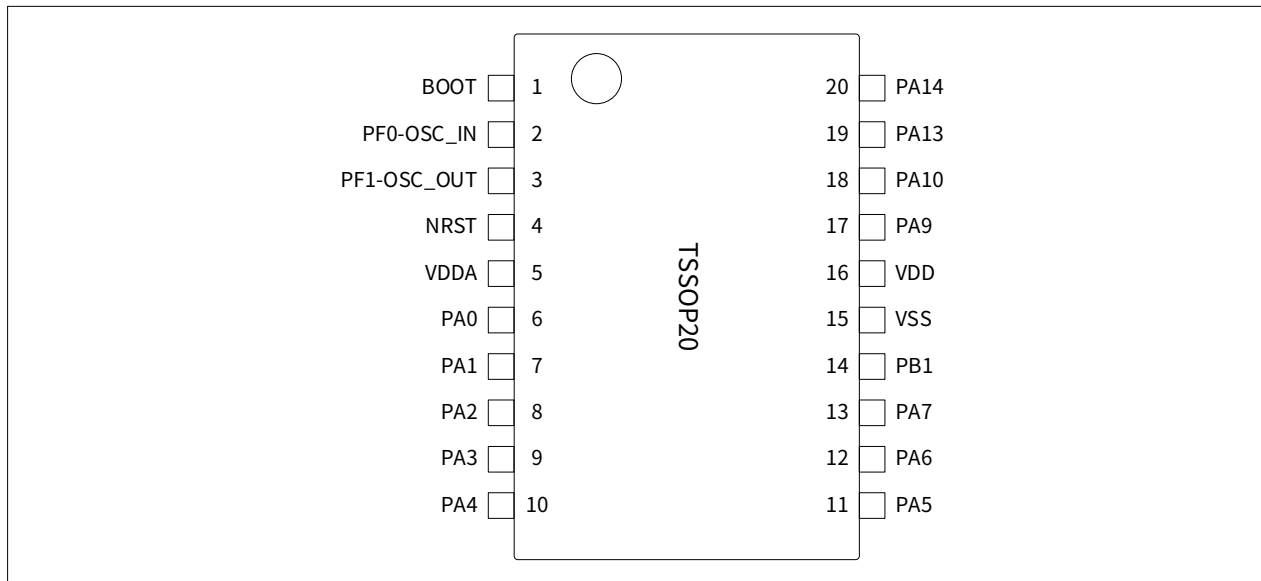 BOOT 1 20 PA14
PF0-OSC_IN 2 19 PA13
PF1-OSC_OUT 3 18 PA10
NRST 4 17 PA9
VDDA 5 16 VDD
PA0 6 15 VSS
PA1 7 14 PB1
PA2 8 13 PA7
PA3 9 12 PA6
PA4 10 11 PA5
TSSOP20